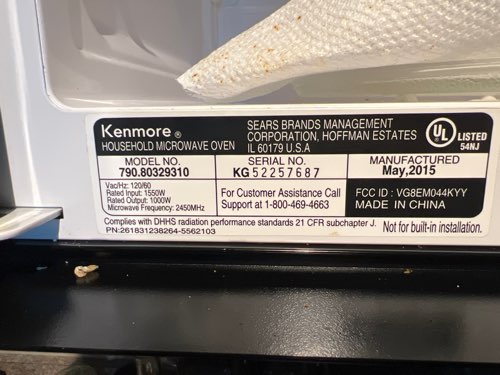 Kenmore ®
HOUSEHOLD MICROWAVE OVEN
SEARS BRANDS MANAGEMENT
CORPORATION, HOFFMAN ESTATES
IL 60179 U.S.A
UL LISTED
54NJ
MODEL NO.
790.80329310
SERIAL NO.
KG52257687
MANUFACTURED
May,2015
Vac/Hz: 120/60
Rated Input: 1550W
Rated Output: 1000W
Microwave Frequency: 2450MHz
For Customer Assistance Call
Support at 1-800-469-4663
FCC ID : VG8EM044KYY
MADE IN CHINA
Complies with DHHS radiation performance standards 21 CFR subchapter J.
PN:261831238264-5562103
Not for built-in installation.